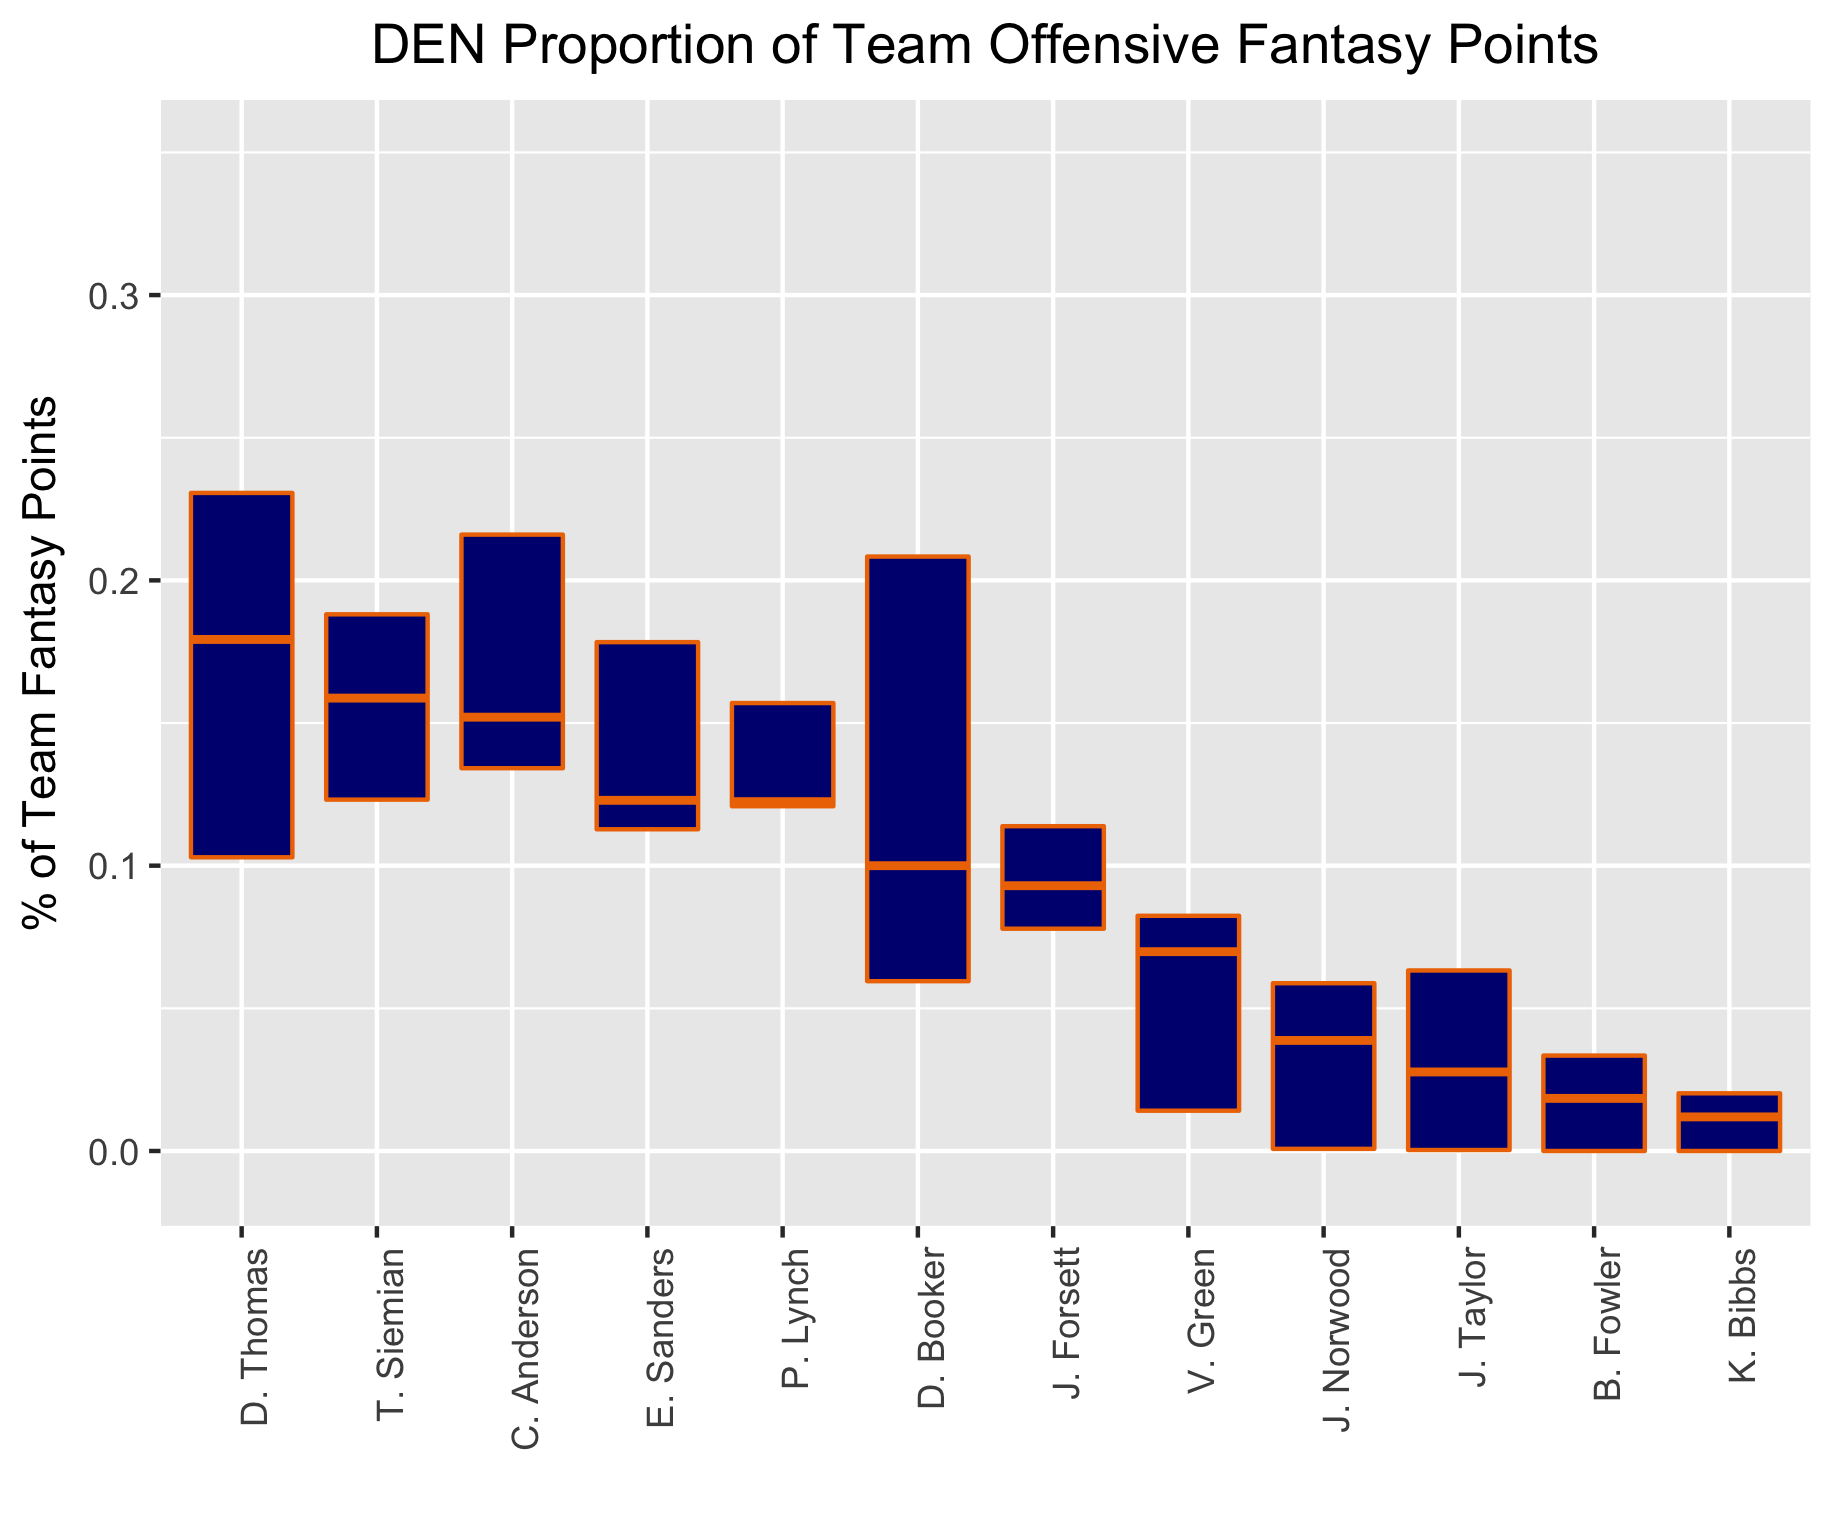 DEN Proportion of Team Offensive Fantasy Points
% of Team Fantasy Points
0.3
0.2
0.1
0.0
D. Thomas
T. Siemian
C. Anderson
E. Sanders
P. Lynch
D. Booker
J. Forsett
V. Green
J. Norwood
J. Taylor
B. Fowler
K. Bibbs